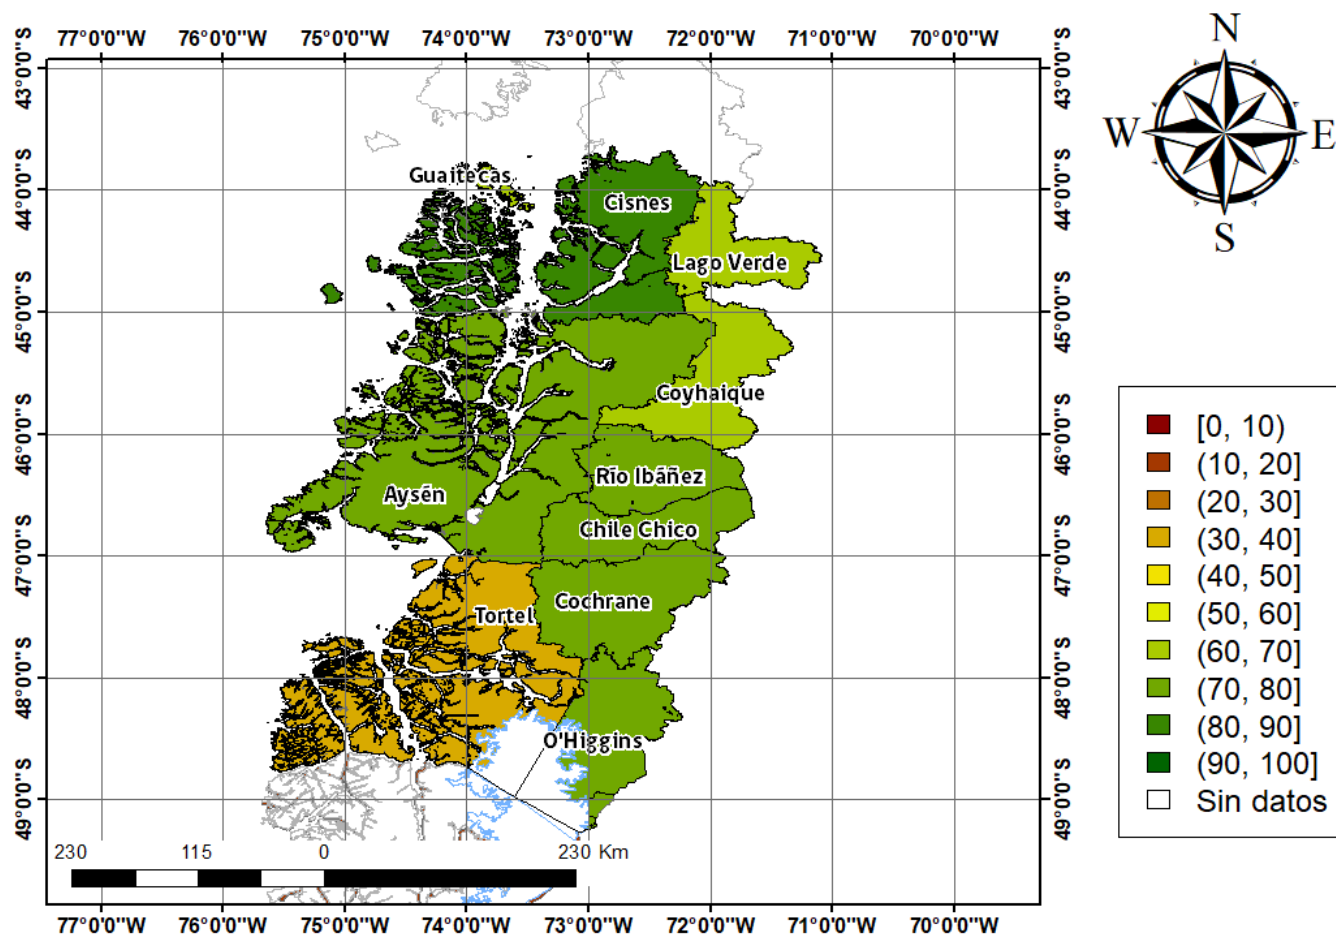 77°0'0"W 76°0'0"W 75°0'0"W 74°0'0"W 73°0'0"W 72°0'0"W 71°0'0"W 70°0'0"W
43°0'0"S
44°0'0"S
45°0'0"S
46°0'0"S
47°0'0"S
48°0'0"S
49°0'0"S
Guaitecas
Cisnes
Lago Verde
Coyhaique
Río Ibáñez
Aysén
Chile Chico
Cochrane
Tortel
O'Higgins
230 115 0 230 Km
77°0'0"W 76°0'0"W 75°0'0"W 74°0'0"W 73°0'0"W 72°0'0"W 71°0'0"W 70°0'0"W
43°0'0"S
44°0'0"S
45°0'0"S
46°0'0"S
47°0'0"S
48°0'0"S
49°0'0"S
N
W E
S
[0, 10)
(10, 20]
(20, 30]
(30, 40]
(40, 50]
(50, 60]
(60, 70]
(70, 80]
(80, 90]
(90, 100]
Sin datos